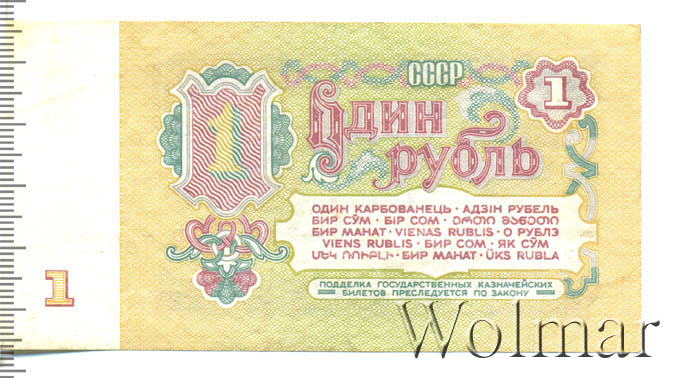 СССР
1
1
Один
рубль
ОДИН КАРБОВАНЕЦЬ · АДЗІН РУБЕЛЬ
БИР СЎМ · БІР СОМ · ᲔᲠᲗᲘ ᲛᲐᲜᲔᲗᲘ
БИР МАНАТ · VIENAS RUBLIS · О РУБЛЭ
VIENS RUBLIS · БИР СОМ · ЯК СЎМ
ՄԵԿ ՌՈՒԲԼԻ · БИР МАНАТ · ÜKS RUBLA
ПОДДЕЛКА ГОСУДАРСТВЕННЫХ КАЗНАЧЕЙСКИХ
БИЛЕТОВ ПРЕСЛЕДУЕТСЯ ПО ЗАКОНУ
1
Wolmar